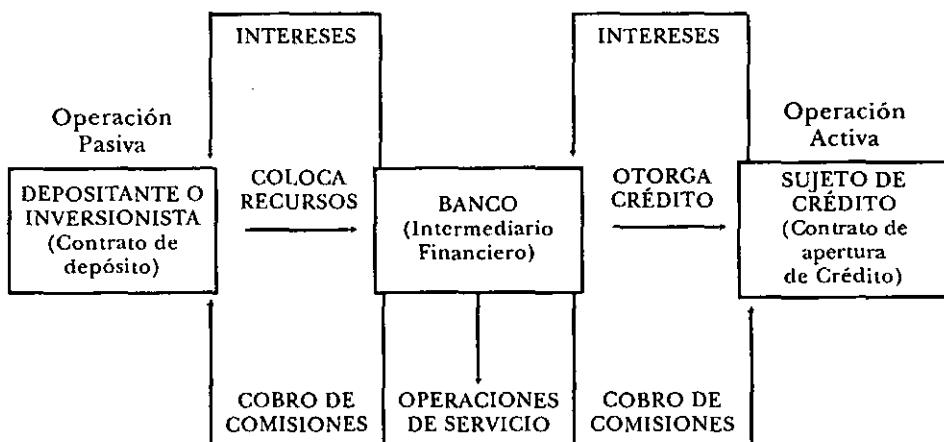 INTERESES
INTERESES
Operación
Pasiva
Operación
Activa
DEPOSITANTE O
INVERSIONISTA
(Contrato de
depósito)
COLOCA
RECURSOS
BANCO
(Intermediario
Financiero)
OTORGA
CRÉDITO
SUJETO DE
CRÉDITO
(Contrato de
apertura
de Crédito)
COBRO DE
COMISIONES
OPERACIONES
DE SERVICIO
COBRO DE
COMISIONES